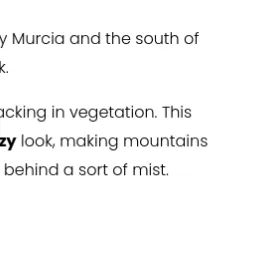 y Murcia and the south of
k.
acking in vegetation. This
zy look, making mountains
behind a sort of mist.